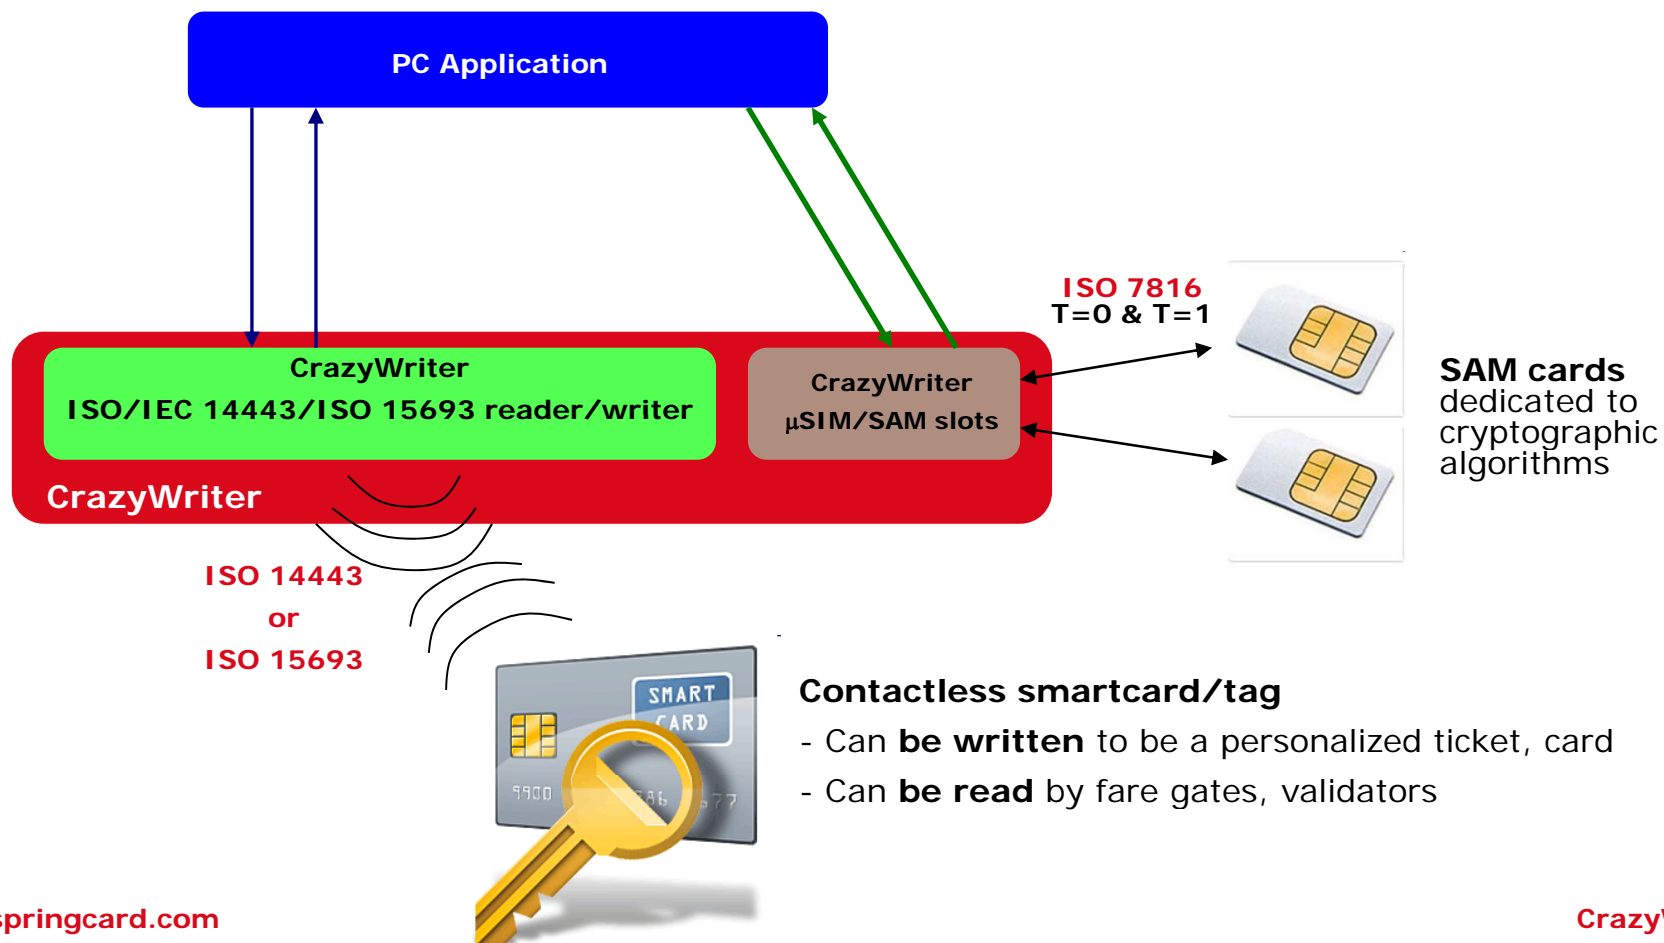 PC Application
ISO 7816
T=0 & T=1
CrazyWriter
ISO/IEC 14443/ISO 15693 reader/writer
CrazyWriter
µSIM/SAM slots
SAM cards
dedicated to
cryptographic
algorithms
CrazyWriter
ISO 14443
or
ISO 15693
SMART
CARD
9900
Contactless smartcard/tag
- Can be written to be a personalized ticket, card
- Can be read by fare gates, validators
springcard.com
Crazy